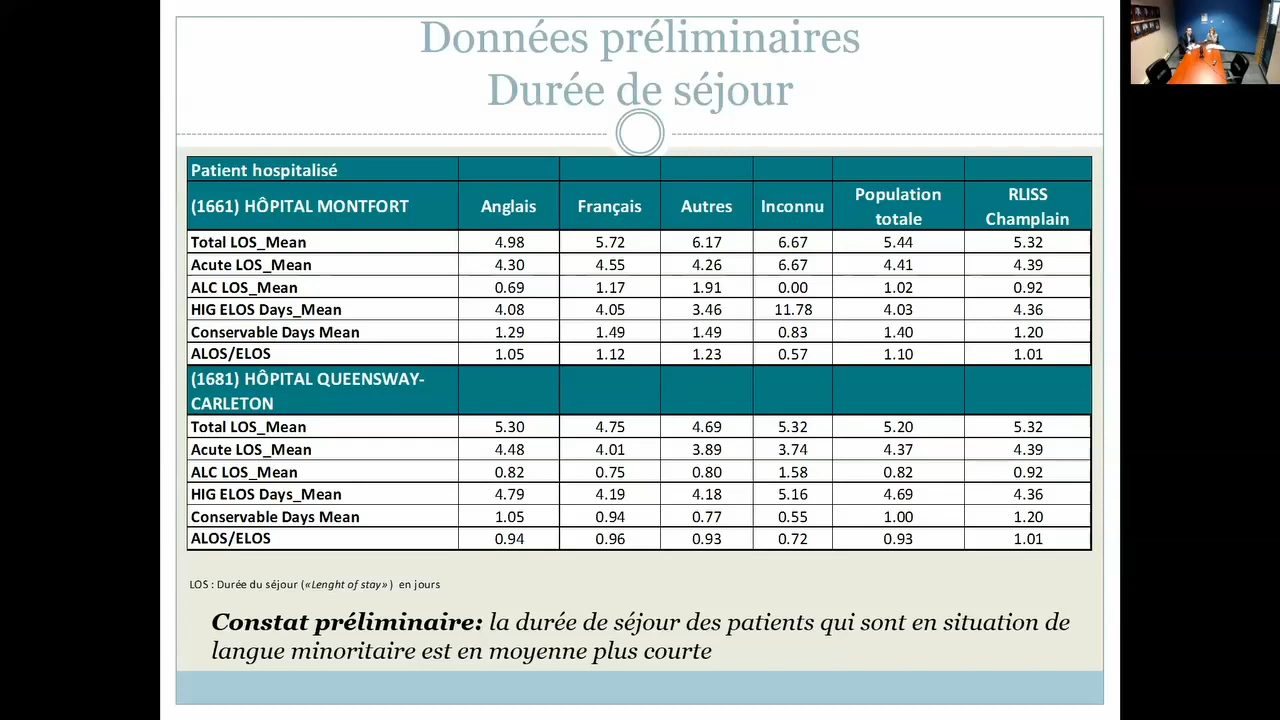 Données préliminaires
Durée de séjour
Patient hospitalisé
(1661) HÔPITAL MONTFORT Anglais Français Autres Inconnu Population totale RLISS Champlain
Total LOS_Mean 4.98 5.72 6.17 6.67 5.44 5.32
Acute LOS_Mean 4.30 4.55 4.26 6.67 4.41 4.39
ALC LOS_Mean 0.69 1.17 1.91 0.00 1.02 0.92
HIG ELOS Days_Mean 4.08 4.05 3.46 11.78 4.03 4.36
Conservable Days Mean 1.29 1.49 1.49 0.83 1.40 1.20
ALOS/ELOS 1.05 1.12 1.23 0.57 1.10 1.01
(1681) HÔPITAL QUEENSWAY-
CARLETON
Total LOS_Mean 5.30 4.75 4.69 5.32 5.20 5.32
Acute LOS_Mean 4.48 4.01 3.89 3.74 4.37 4.39
ALC LOS_Mean 0.82 0.75 0.80 1.58 0.82 0.92
HIG ELOS Days_Mean 4.79 4.19 4.18 5.16 4.69 4.36
Conservable Days Mean 1.05 0.94 0.77 0.55 1.00 1.20
ALOS/ELOS 0.94 0.96 0.93 0.72 0.93 1.01
LOS : Durée du séjour («Lenght of stay» ) en jours
Constat préliminaire: la durée de séjour des patients qui sont en situation de
langue minoritaire est en moyenne plus courte